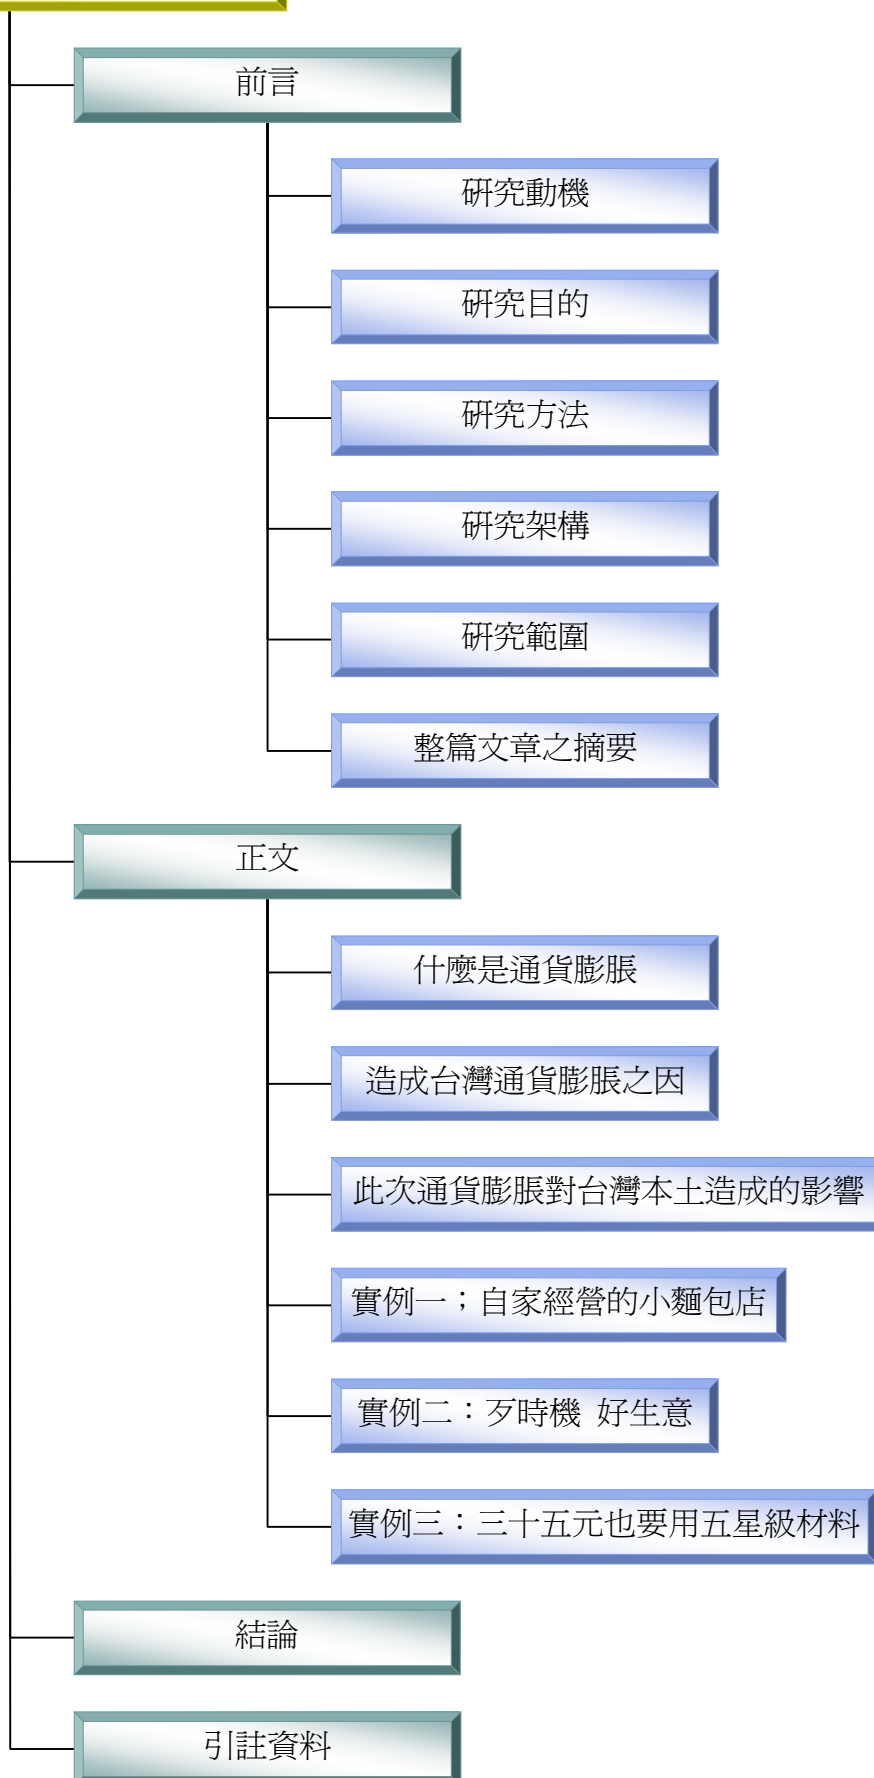 前言
研究動機
研究目的
研究方法
研究架構
研究範圍
整篇文章之摘要
正文
什麼是通貨膨脹
造成台灣通貨膨脹之因
此次通貨膨脹對台灣本土造成的影響
實例一；自家經營的小麵包店
實例二：歹時機 好生意
實例三：三十五元也要用五星級材料
結論
引註資料